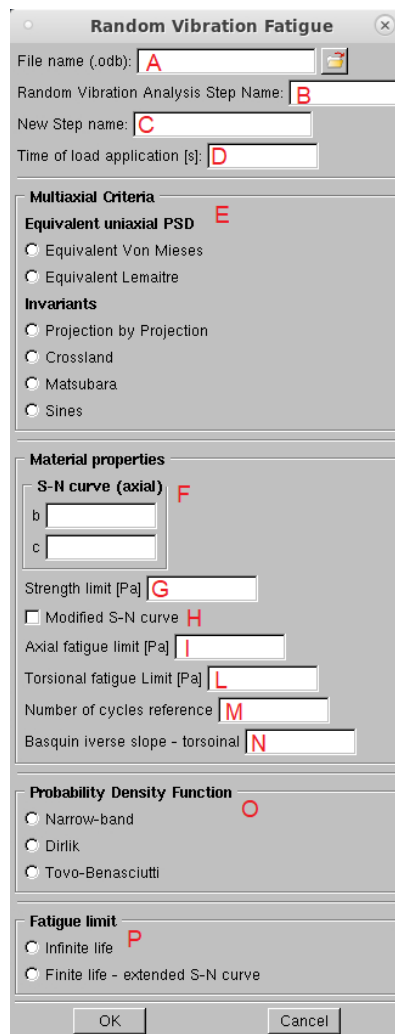 Random Vibration Fatigue
File name (.odb): A
Random Vibration Analysis Step Name: B
New Step name: C
Time of load application [s]: D
Multiaxial Criteria
Equivalent uniaxial PSD E
Equivalent Von Mieses
Equivalent Lemaitre
Invariants
Projection by Projection
Crossland
Matsubara
Sines
Material properties
S-N curve (axial) F
b
c
Strength limit [Pa] G
Modified S-N curve H
Axial fatigue limit [Pa] I
Torsional fatigue Limit [Pa] L
Number of cycles reference M
Basquin iverse slope - torsoinal N
Probability Density Function O
Narrow-band
Dirlik
Tovo-Benasciutti
Fatigue limit
Infinite life P
Finite life - extended S-N curve
OK Cancel